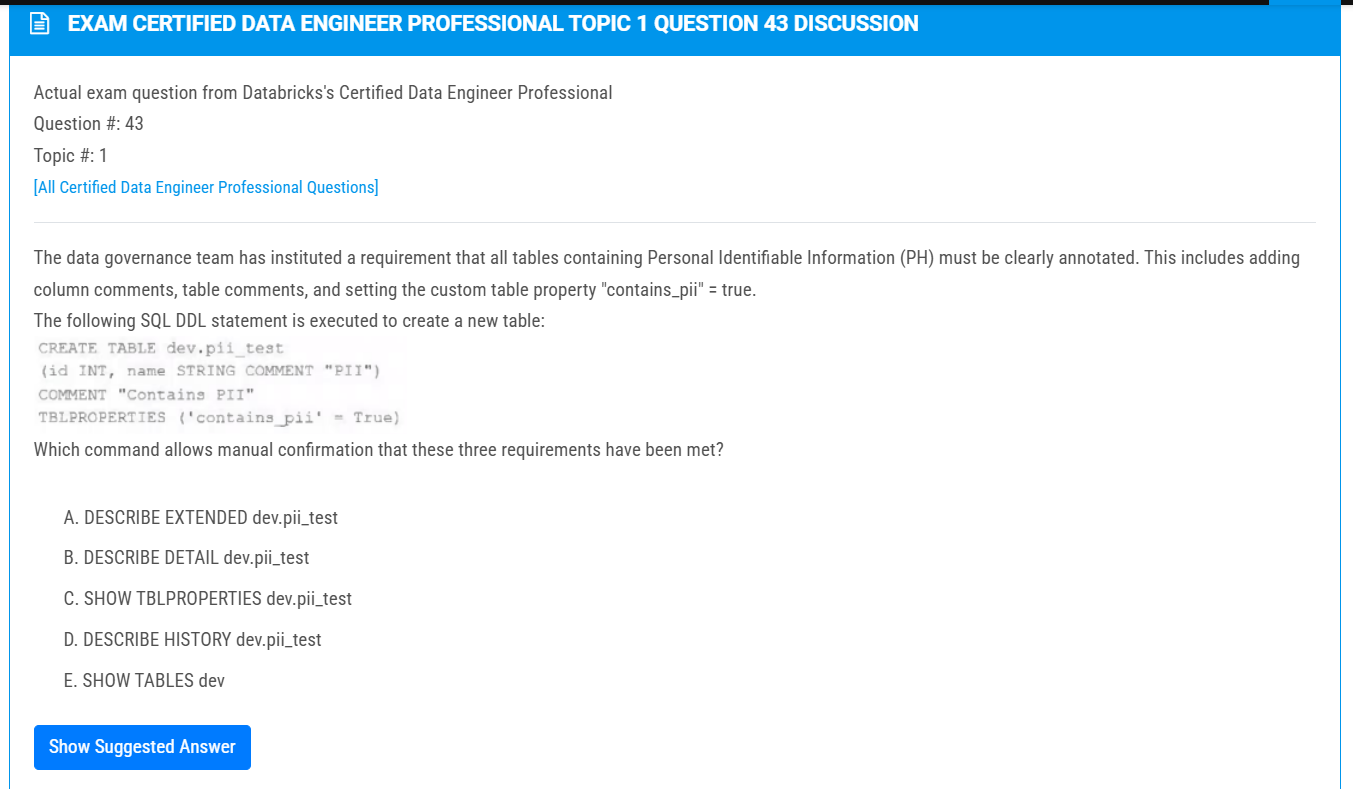 EXAM CERTIFIED DATA ENGINEER PROFESSIONAL TOPIC 1 QUESTION 43 DISCUSSION
Actual exam question from Databricks's Certified Data Engineer Professional
Question #: 43
Topic #: 1
[All Certified Data Engineer Professional Questions]
The data governance team has instituted a requirement that all tables containing Personal Identifiable Information (PH) must be clearly annotated. This includes adding
column comments, table comments, and setting the custom table property "contains_pii" = true.
The following SQL DDL statement is executed to create a new table:
CREATE TABLE dev.pii_test
(id INT, name STRING COMMENT "PII")
COMMENT "Contains PII"
TBLPROPERTIES ('contains_pii' = True)
Which command allows manual confirmation that these three requirements have been met?
A. DESCRIBE EXTENDED dev.pii_test
B. DESCRIBE DETAIL dev.pii_test
C. SHOW TBLPROPERTIES dev.pii_test
D. DESCRIBE HISTORY dev.pii_test
E. SHOW TABLES dev
Show Suggested Answer